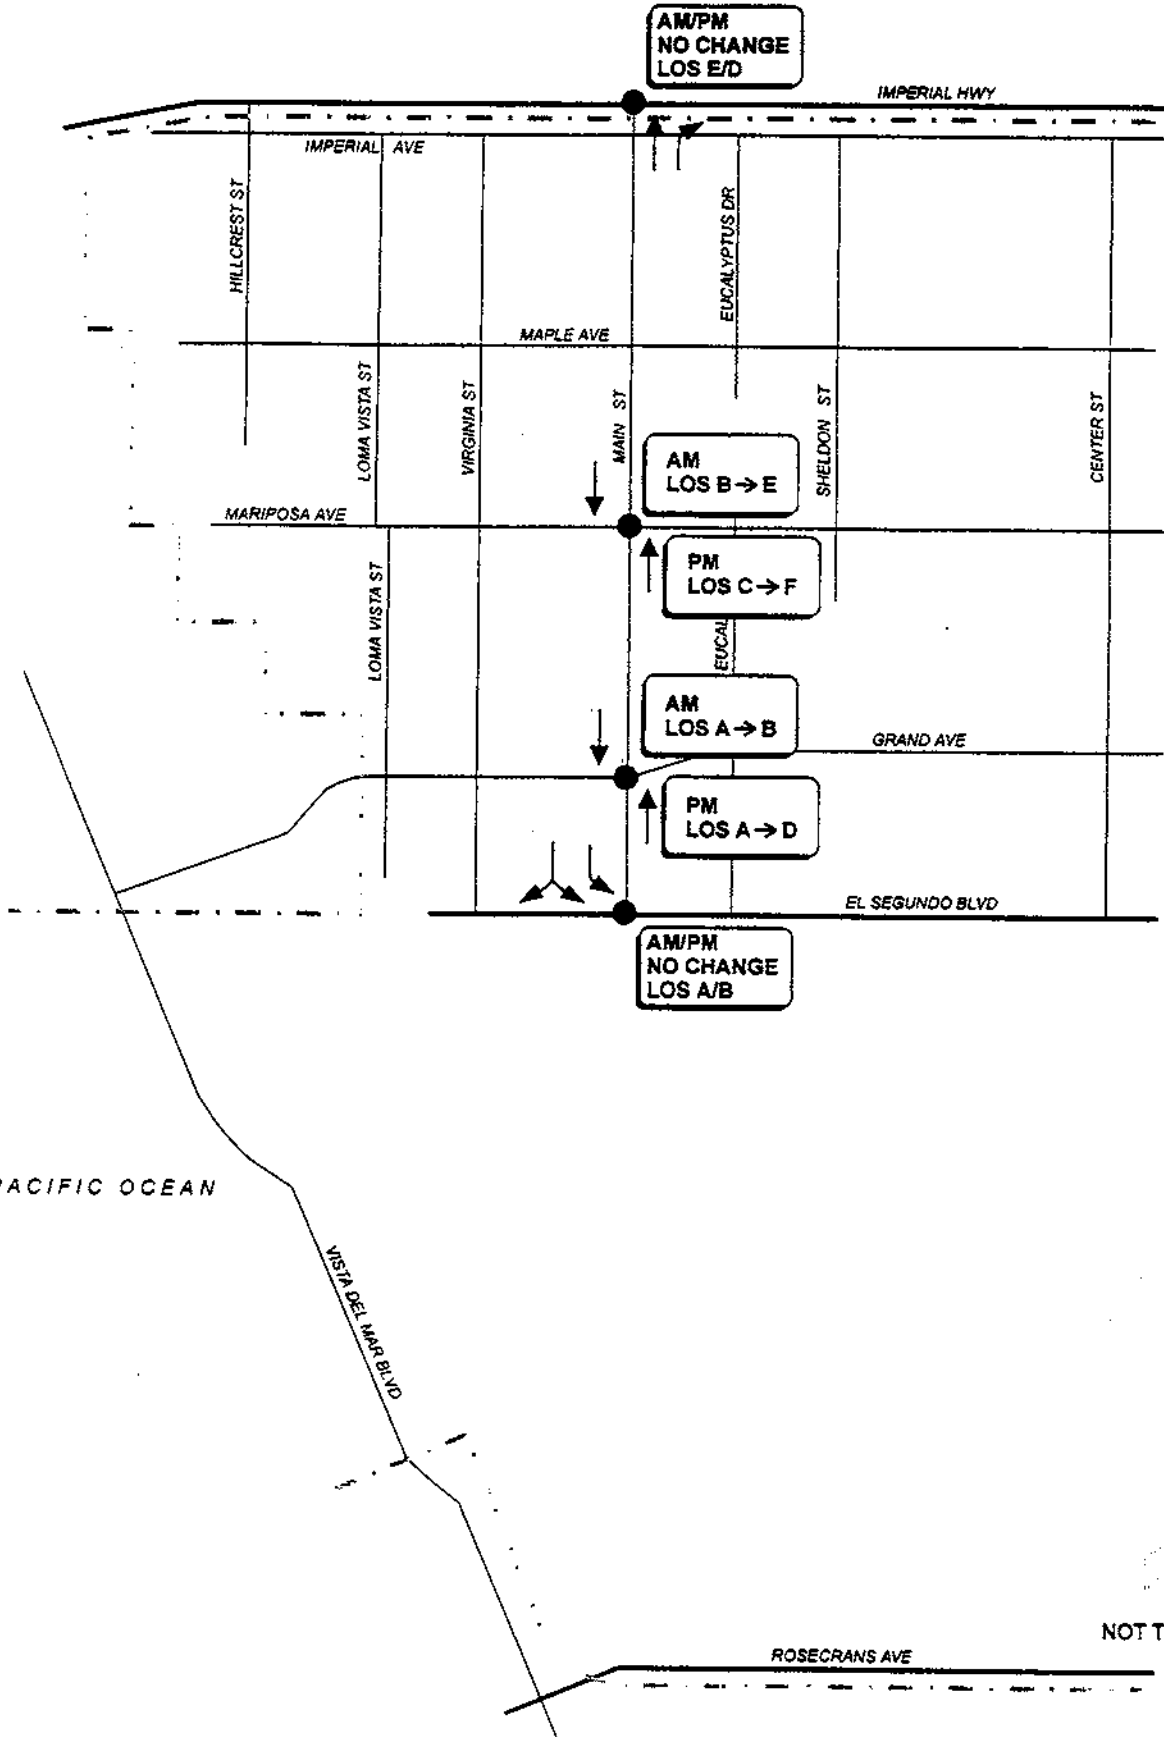 AM/PM
NO CHANGE
LOS E/D
IMPERIAL HWY
IMPERIAL AVE
HILLCREST ST
EUCALYPTUS DR
MAPLE AVE
LOMA VISTA ST
VIRGINIA ST
MAIN ST
SHELDON ST
CENTER ST
AM
LOS B→E
MARIPOSA AVE
PM
LOS C→F
LOMA VISTA ST
EUCAL
AM
LOS A→B
GRAND AVE
PM
LOS A→D
EL SEGUNDO BLVD
AM/PM
NO CHANGE
LOS A/B
PACIFIC OCEAN
VISTA DEL MAR BLVD
NOT T
ROSECRANS AVE